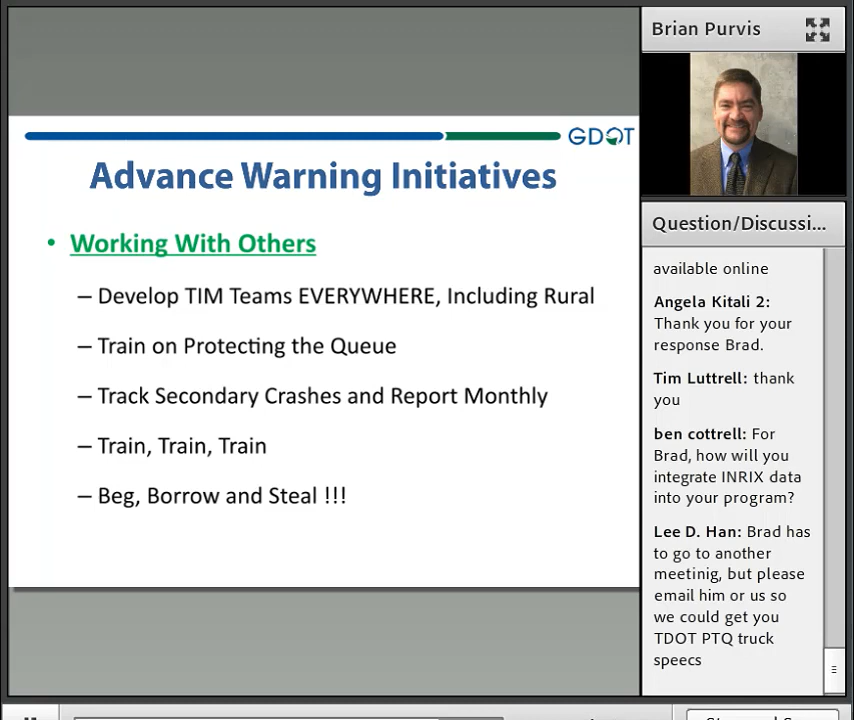 Brian Purvis
GDOT
Advance Warning Initiatives
• Working With Others
– Develop TIM Teams EVERYWHERE, Including Rural
– Train on Protecting the Queue
– Track Secondary Crashes and Report Monthly
– Train, Train, Train
– Beg, Borrow and Steal !!!
Question/Discussi...
available online
Angela Kitali 2:
Thank you for your
response Brad.
Tim Luttrell: thank
you
ben cottrell: For
Brad, how will you
integrate INRIX data
into your program?
Lee D. Han: Brad has
to go to another
meetinig, but please
email him or us so
we could get you
TDOT PTQ truck
speecs